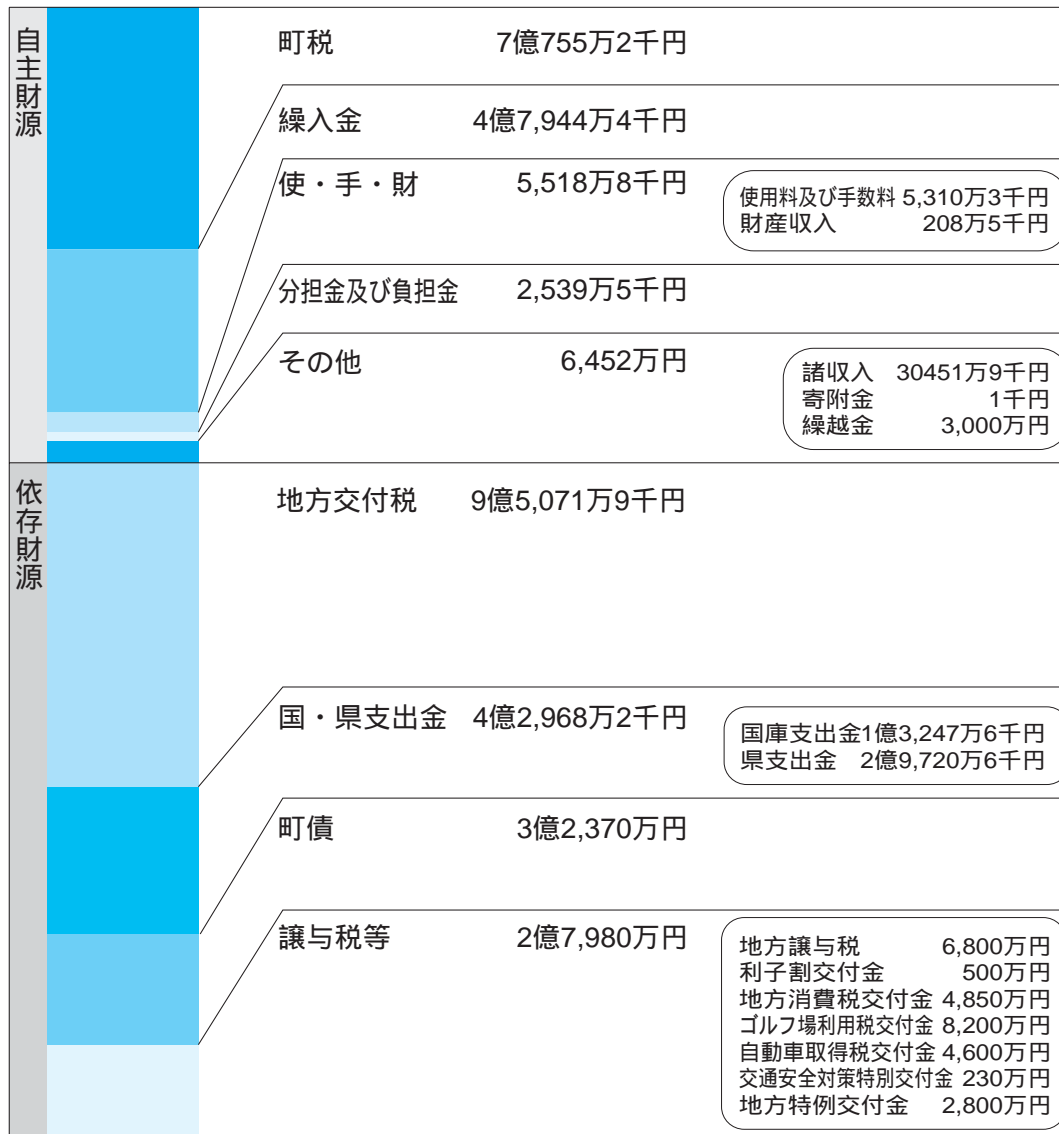 自主財源
町税 7億755万2千円
繰入金 4億7,944万4千円
使・手・財 5,518万8千円
使用料及び手数料 5,310万3千円
財産収入 208万5千円
分担金及び負担金 2,539万5千円
その他 6,452万円
諸収入 30451万9千円
寄附金 1千円
繰越金 3,000万円
依存財源
地方交付税 9億5,071万9千円
国・県支出金 4億2,968万2千円
国庫支出金1億3,247万6千円
県支出金 2億9,720万6千円
町債 3億2,370万円
譲与税等 2億7,980万円
地方譲与税 6,800万円
利子割交付金 500万円
地方消費税交付金 4,850万円
ゴルフ場利用税交付金 8,200万円
自動車取得税交付金 4,600万円
交通安全対策特別交付金 230万円
地方特例交付金 2,800万円